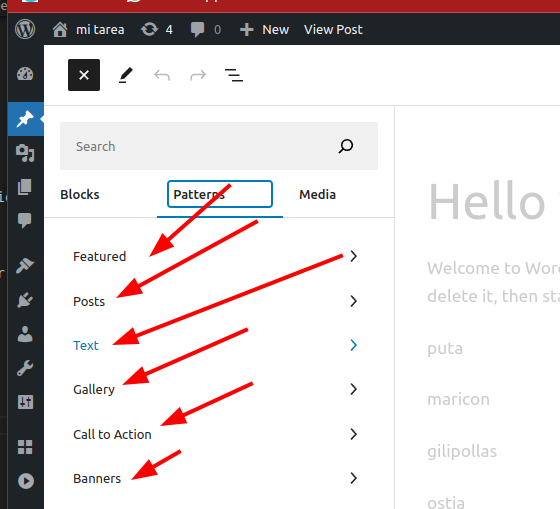 mi tarea
4
0
New
View Post
Search
Blocks
Patterns
Media
Featured
Posts
Text
Gallery
Call to Action
Banners
Hello
Welcome to Wor
delete it, then sta
puta
maricon
gilipollas
ostia